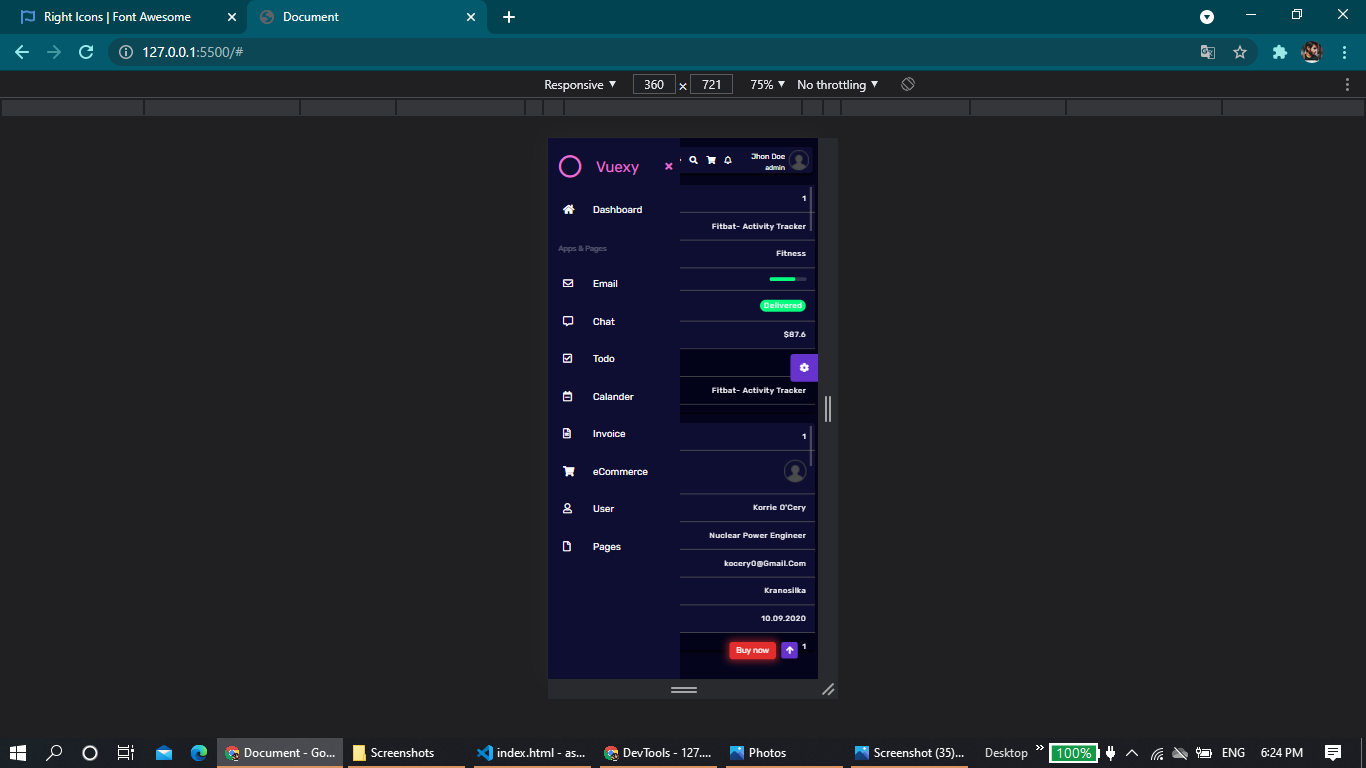 Right Icons | Font Awesome
Document
127.0.0.1:5500/#
Responsive 360 × 721 75% No throttling
Vuexy
Jhon Doe
admin
Dashboard
Apps & Pages
Email
Chat
Todo
Calander
Invoice
eCommerce
User
Pages
1
Fitbat- Activity Tracker
Fitness
Delivered
$87.6
Fitbat- Activity Tracker
1
Korrie O'Cery
Nuclear Power Engineer
kocery0@Gmail.Com
Kranosilka
10.09.2020
Buy now
1
Document - Go...
Screenshots
index.html - as...
DevTools - 127....
Photos
Screenshot (35)...
Desktop
100%
ENG
6:24 PM